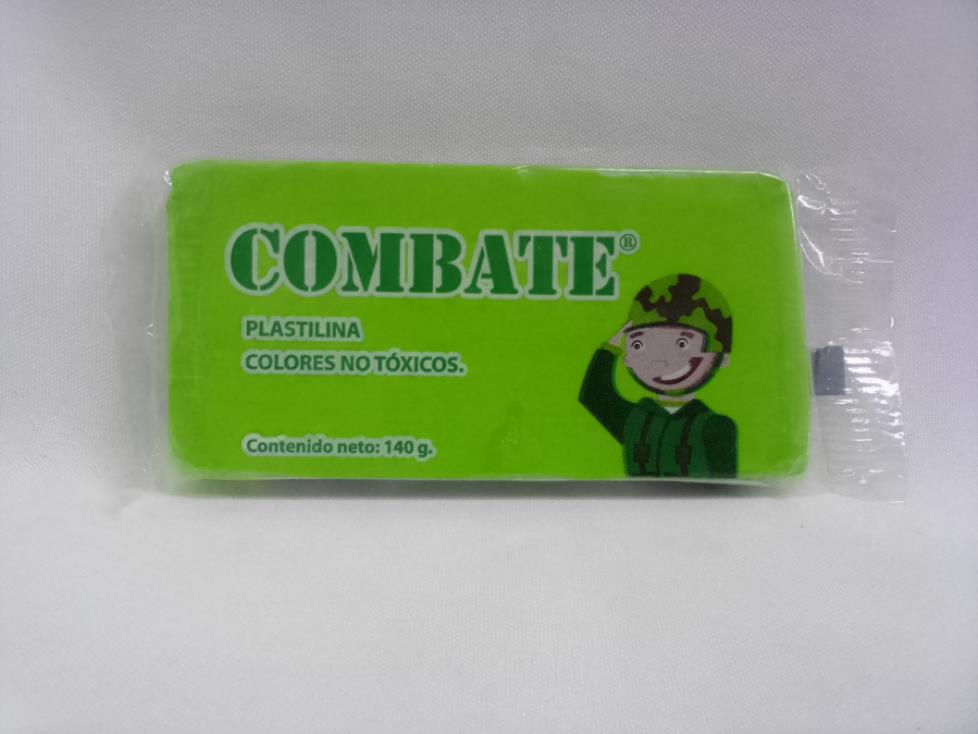 COMBATE®
PLASTILINA
COLORES NO TÓXICOS.
Contenido neto: 140 g.